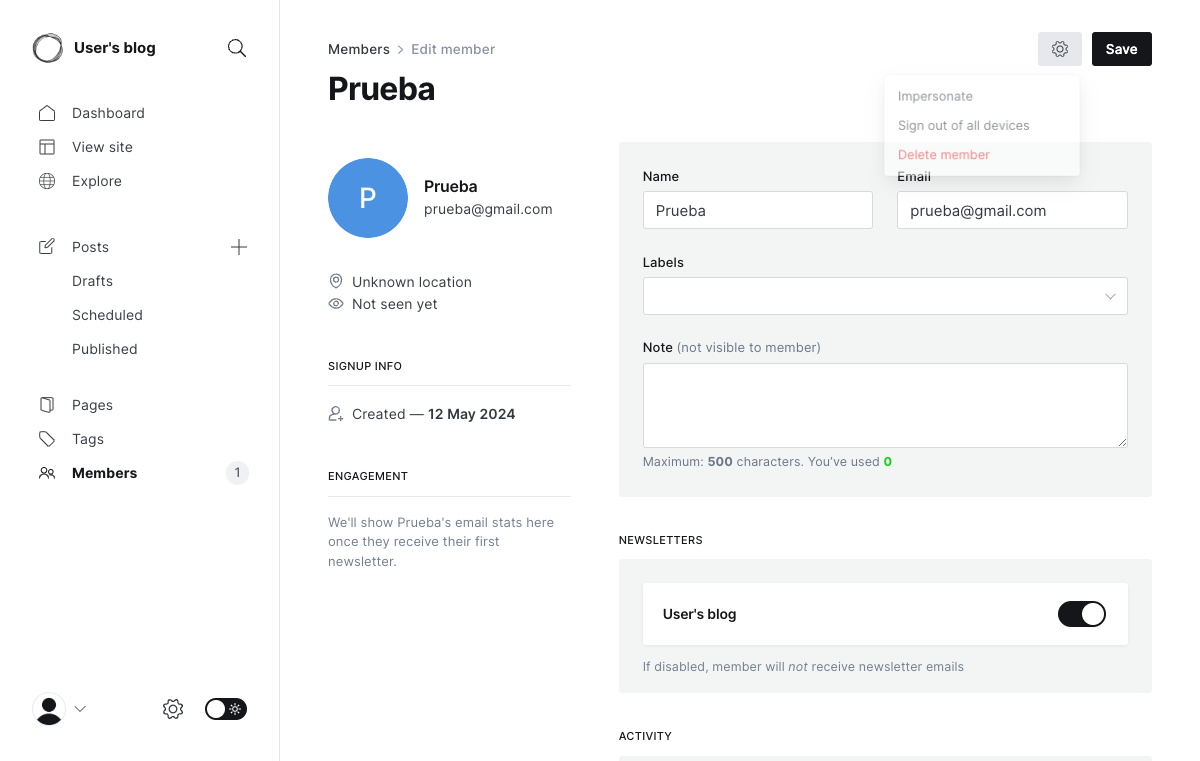 User's blog
Dashboard
View site
Explore
Posts
Drafts
Scheduled
Published
Pages
Tags
Members
1
Members
Edit member
Prueba
Save
Impersonate
Sign out of all devices
Delete member
P
Prueba
prueba@gmail.com
Unknown location
Not seen yet
SIGNUP INFO
Created — 12 May 2024
ENGAGEMENT
We'll show Prueba's email stats here
once they receive their first
newsletter.
Name
Email
Prueba
prueba@gmail.com
Labels
Note (not visible to member)
Maximum: 500 characters. You've used 0
NEWSLETTERS
User's blog
If disabled, member will not receive newsletter emails
ACTIVITY